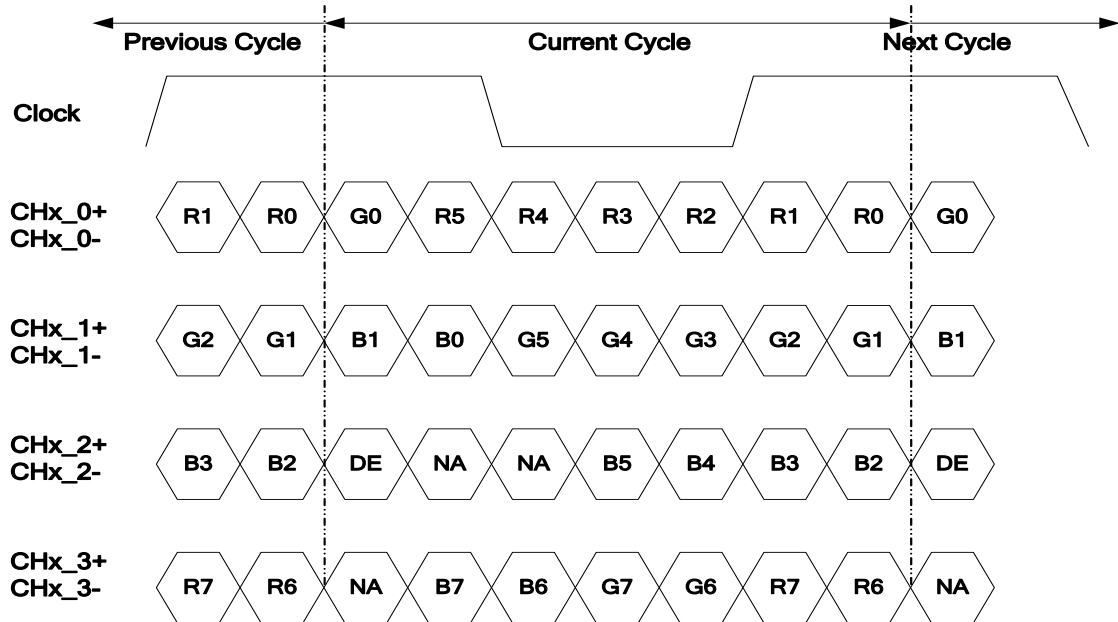 Previous Cycle Current Cycle Next Cycle
Clock
CHx_0+
CHx_0-
R1 R0 G0 R5 R4 R3 R2 R1 R0 G0
CHx_1+
CHx_1-
G2 G1 B1 B0 G5 G4 G3 G2 G1 B1
CHx_2+
CHx_2-
B3 B2 DE NA NA B5 B4 B3 B2 DE
CHx_3+
CHx_3-
R7 R6 NA B7 B6 G7 G6 R7 R6 NA